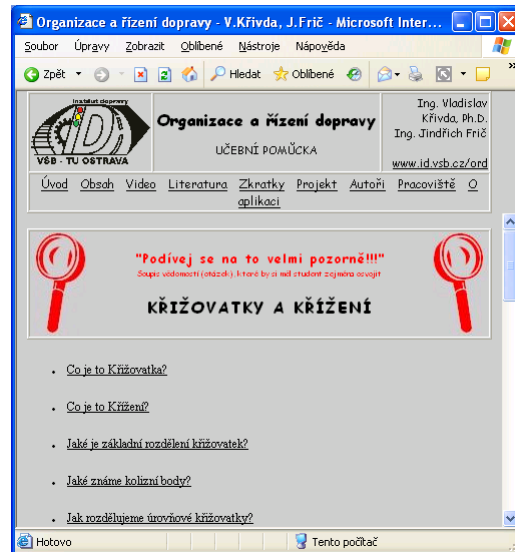 Organizace a řízení dopravy - V.Křivda, J.Frič - Microsoft Inter...
Soubor Úpravy Zobrazit Oblíbené Nástroje Nápověda
Zpět Hledat Oblíbené »
Institut dopravy
VŠB - TU OSTRAVA
Organizace a řízení dopravy
UČEBNÍ POMŮCKA
Ing. Vladislav
Křivda, Ph.D.
Ing. Jindřich Frič
www.id.vsb.cz/ord
Úvod Obsah Video Literatura Zkratky Projekt Autoři Pracoviště O
aplikaci
"Podívej se na to velmi pozorně!!!"
Soupis vědomostí (otázek), které by si měl student zejména osvojit
KŘIŽOVATKY A KŘÍŽENÍ
• Co je to Křižovatka?
• Co je to Křížení?
• Jaké je základní rozdělení křižovatek?
• Jaké známe kolizní body?
• Jak rozdělujeme úrovňové křižovatky?
Hotovo Tento počítač